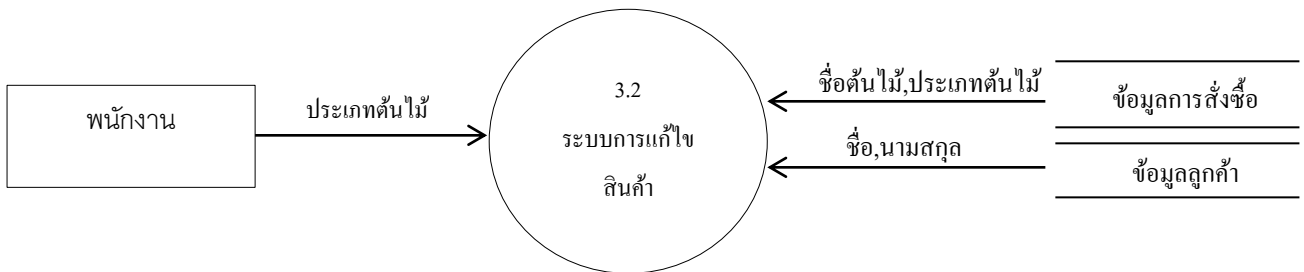 พนักงาน
ประเภทต้นไม้
3.2
ระบบการแก้ไข
สินค้า
ชื่อต้นไม้,ประเภทต้นไม้
ข้อมูลการสั่งซื้อ
ชื่อ,นามสกุล
ข้อมูลลูกค้า